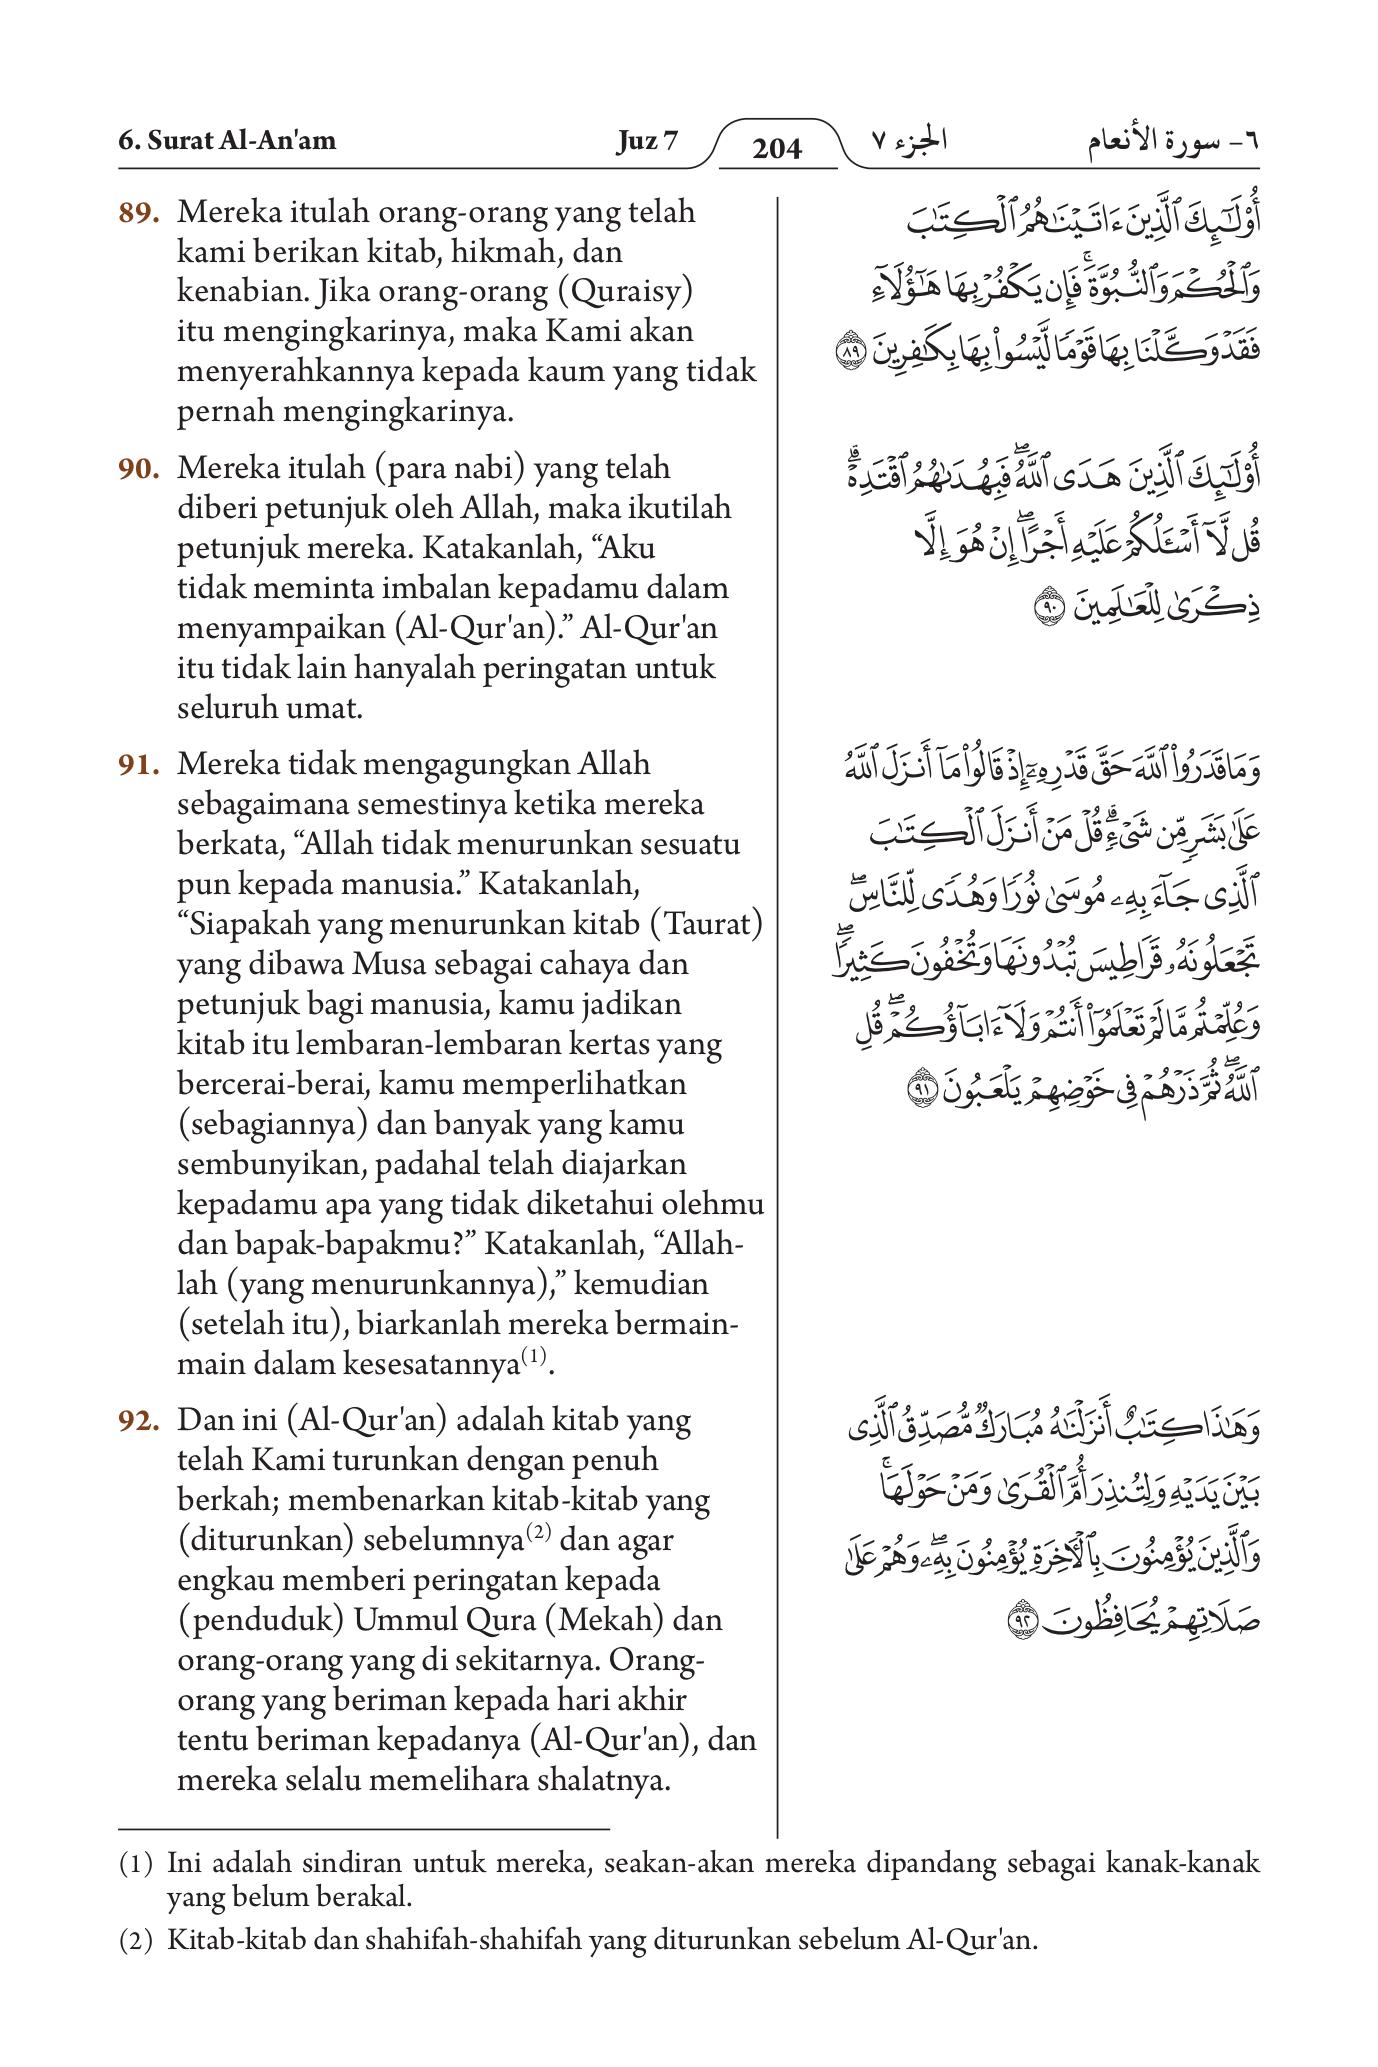 6. Surat Al-An'am
Juz 7
204
الجزء ٧
٦- سورة الأنعام
89. Mereka itulah orang-orang yang telah
kami berikan kitab, hikmah, dan
kenabian. Jika orang-orang (Quraisy)
itu mengingkarinya, maka Kami akan
menyerahkannya kepada kaum yang tidak
pernah mengingkarinya.
أُوْلَٰٓئِكَ ٱلَّذِينَ ءَاتَيْنَٰهُمُ ٱلْكِتَٰبَ
وَٱلْحُكْمَ وَٱلنُّبُوَّةَۚ فَإِن يَكْفُرْ بِهَا هَٰٓؤُلَآءِ
فَقَدْ وَكَّلْنَا بِهَا قَوْمًا لَّيْسُوا۟ بِهَا بِكَٰفِرِينَ ٨٩
90. Mereka itulah (para nabi) yang telah
diberi petunjuk oleh Allah, maka ikutilah
petunjuk mereka. Katakanlah, “Aku
tidak meminta imbalan kepadamu dalam
menyampaikan (Al-Qur'an).” Al-Qur'an
itu tidak lain hanyalah peringatan untuk
seluruh umat.
أُوْلَٰٓئِكَ ٱلَّذِينَ هَدَى ٱللَّهُۖ فَبِهُدَىٰهُمُ ٱقْتَدِهْۗ
قُل لَّآ أَسْـَٔلُكُمْ عَلَيْهِ أَجْرًاۖ إِنْ هُوَ إِلَّا
ذِكْرَىٰ لِلْعَٰلَمِينَ ٩٠
91. Mereka tidak mengagungkan Allah
sebagaimana semestinya ketika mereka
berkata, “Allah tidak menurunkan sesuatu
pun kepada manusia.” Katakanlah,
“Siapakah yang menurunkan kitab (Taurat)
yang dibawa Musa sebagai cahaya dan
petunjuk bagi manusia, kamu jadikan
kitab itu lembaran-lembaran kertas yang
bercerai-berai, kamu memperlihatkan
(sebagiannya) dan banyak yang kamu
sembunyikan, padahal telah diajarkan
kepadamu apa yang tidak diketahui olehmu
dan bapak-bapakmu?” Katakanlah, “Allah-
lah (yang menurunkannya),” kemudian
(setelah itu), biarkanlah mereka bermain-
main dalam kesesatannya(1).
وَمَا قَدَرُوا۟ ٱللَّهَ حَقَّ قَدْرِهِۦٓ إِذْ قَالُوا۟ مَآ أَنزَلَ ٱللَّهُ
عَلَىٰ بَشَرٍ مِّن شَىْءٍۗ قُلْ مَنْ أَنزَلَ ٱلْكِتَٰبَ
ٱلَّذِى جَآءَ بِهِۦ مُوسَىٰ نُورًا وَهُدًى لِّلنَّاسِۖ
تَجْعَلُونَهُۥ قَرَاطِيسَ تُبْدُونَهَا وَتُخْفُونَ كَثِيرًاۖ
وَعُلِّمْتُم مَّا لَمْ تَعْلَمُوٓا۟ أَنتُمْ وَلَآ ءَابَآؤُكُمْۖ قُلِ
ٱللَّهُۖ ثُمَّ ذَرْهُمْ فِى خَوْضِهِمْ يَلْعَبُونَ ٩١
92. Dan ini (Al-Qur'an) adalah kitab yang
telah Kami turunkan dengan penuh
berkah; membenarkan kitab-kitab yang
(diturunkan) sebelumnya(2) dan agar
engkau memberi peringatan kepada
(penduduk) Ummul Qura (Mekah) dan
orang-orang yang di sekitarnya. Orang-
orang yang beriman kepada hari akhir
tentu beriman kepadanya (Al-Qur'an), dan
mereka selalu memelihara shalatnya.
وَهَٰذَا كِتَٰبٌ أَنزَلْنَٰهُ مُبَارَكٌ مُّصَدِّقُ ٱلَّذِى
بَيْنَ يَدَيْهِ وَلِتُنذِرَ أُمَّ ٱلْقُرَىٰ وَمَنْ حَوْلَهَاۚ
وَٱلَّذِينَ يُؤْمِنُونَ بِٱلْءَاخِرَةِ يُؤْمِنُونَ بِهِۦۖ وَهُمْ عَلَىٰ
صَلَاتِهِمْ يُحَافِظُونَ ٩٢
(1) Ini adalah sindiran untuk mereka, seakan-akan mereka dipandang sebagai kanak-kanak
yang belum berakal.
(2) Kitab-kitab dan shahifah-shahifah yang diturunkan sebelum Al-Qur'an.